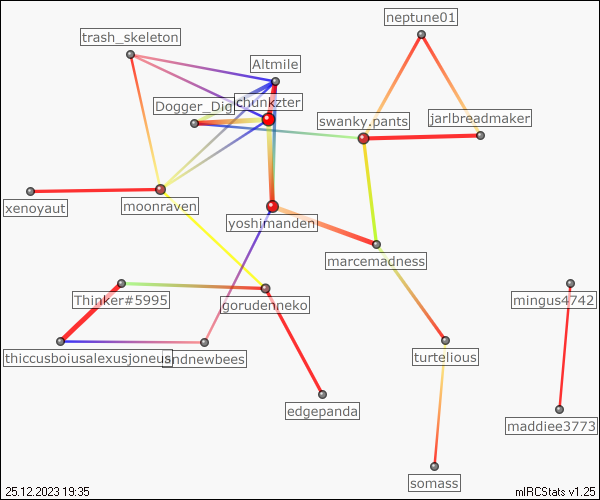 neptune01
trash_skeleton
Altmile
Dogger_Dig
chunkzter
swanky.pants
jarlbreadmaker
xenoyaut
moonraven
yoshimanden
marcemadness
Thinker#5995
gorudenneko
mingus4742
thiccusboiusalexusjoneus
andnewbees
turtelious
edgepanda
maddiee3773
somass
25.12.2023 19:35
mIRCStats v1.25